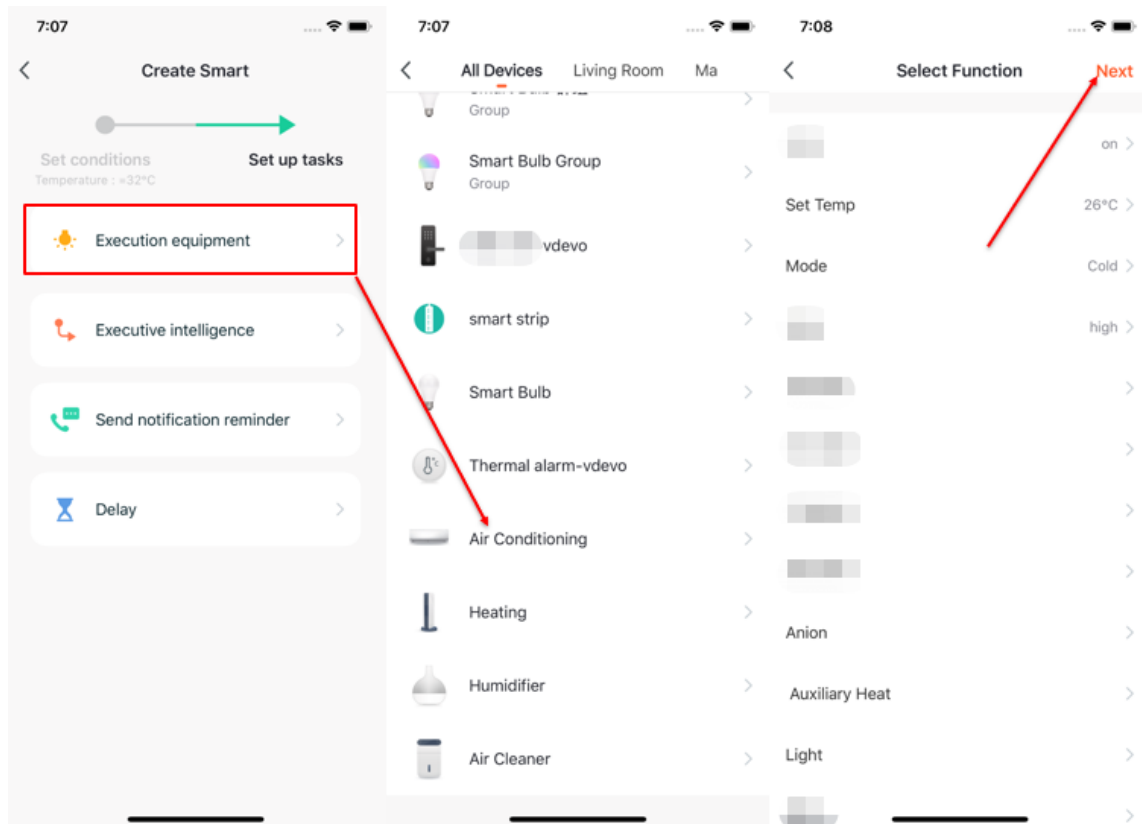 7:07
Create Smart
Set conditions
Temperature : =32°C
Set up tasks
Execution equipment
Executive intelligence
Send notification reminder
Delay
7:07
All Devices
Living Room
Ma
Group
Smart Bulb Group
Group
vdevo
smart strip
Smart Bulb
Thermal alarm-vdevo
Air Conditioning
Heating
Humidifier
Air Cleaner
7:08
Select Function
Next
on
Set Temp
26°C
Mode
Cold
high
Anion
Auxiliary Heat
Light